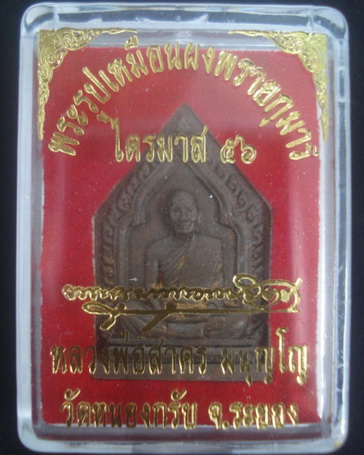 พระรูปเหมือนผงพรายกุมาร
ไตรมาส ๕๖
หลวงพ่อสาคร มนุญโญ
วัดหนองกรับ จ.ระยอง